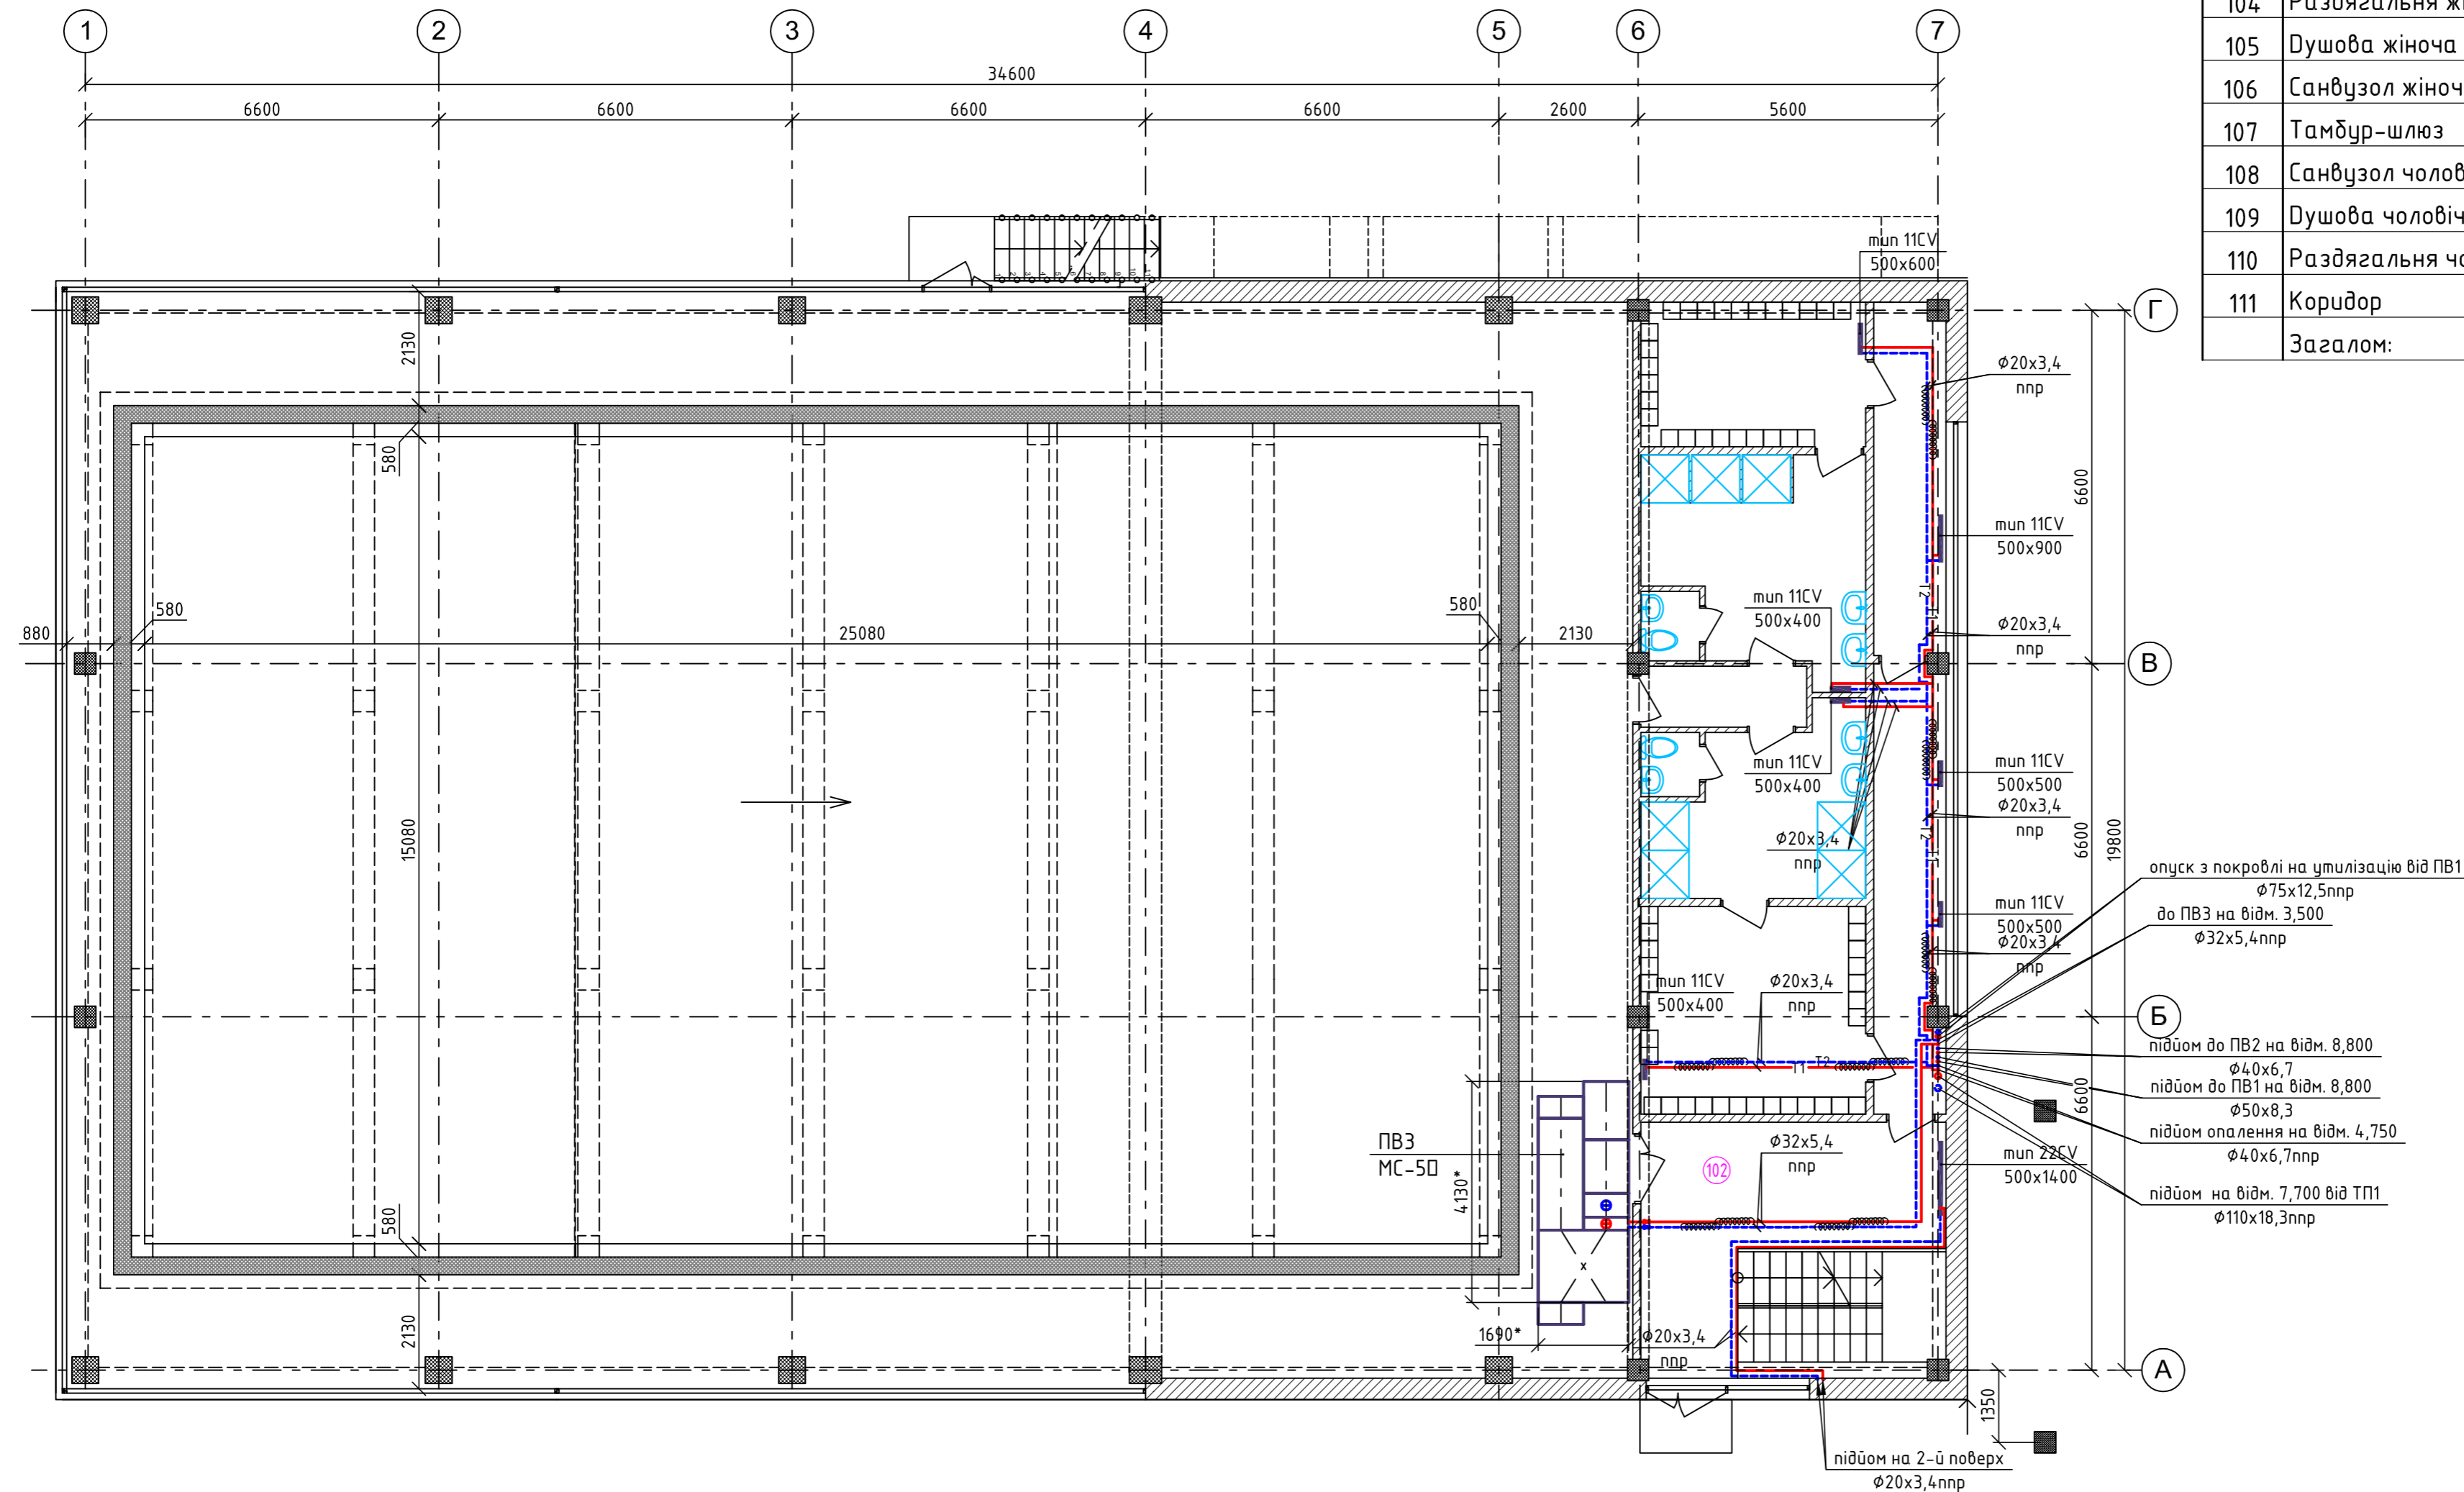 1 2 3 4 5 6 7
34600
6600 6600 6600 6600 2600 5600
105 Душова жіноча
106
107 Тамбур-шлюз
108 Санвузол
109 Душова
110 Раздягальня
111 Коридор
Загалом:
тип 11CV
500x600
Г
2130
Ф20x3,4
ппр
580
6600
тип 11CV
500x900
580
580
тип 11CV
500x400
Ф20x3,4
ппр
880
25080
2130
Т2
Т1
В
тип 11CV
500x400
тип 11CV
500x500
Ф20x3,4
ппр
15080
Ф20x3,4
ппр
Т2
Т1
6600
19800
опуск з покровлі на утилізацію від ПВ1
Ф75x12,5ппр
тип 11CV
500x500
Ф20x3,4
ппр
до ПВ3 на відм. 3,500
Ф32x5,4ппр
тип 11CV
500x400
Ф20x3,4
ппр
Б
підйом до ПВ2 на відм. 8,800
Ф40x6,7
Т1 Т2
підйом до ПВ1 на відм. 8,800
Ф50x8,3
6600
ПВ3
МС-50
4130*
102
Ф32x5,4
ппр
підйом опалення на відм. 4,750
Ф40x6,7ппр
тип 22CV
500x1400
підйом на відм. 7,700 від ТП1
Ф110x18,3ппр
580
х
2130
1690*
Ф20x3,4
ппр
А
1350
підйом на 2-й поверх
Ф20x3,4ппр